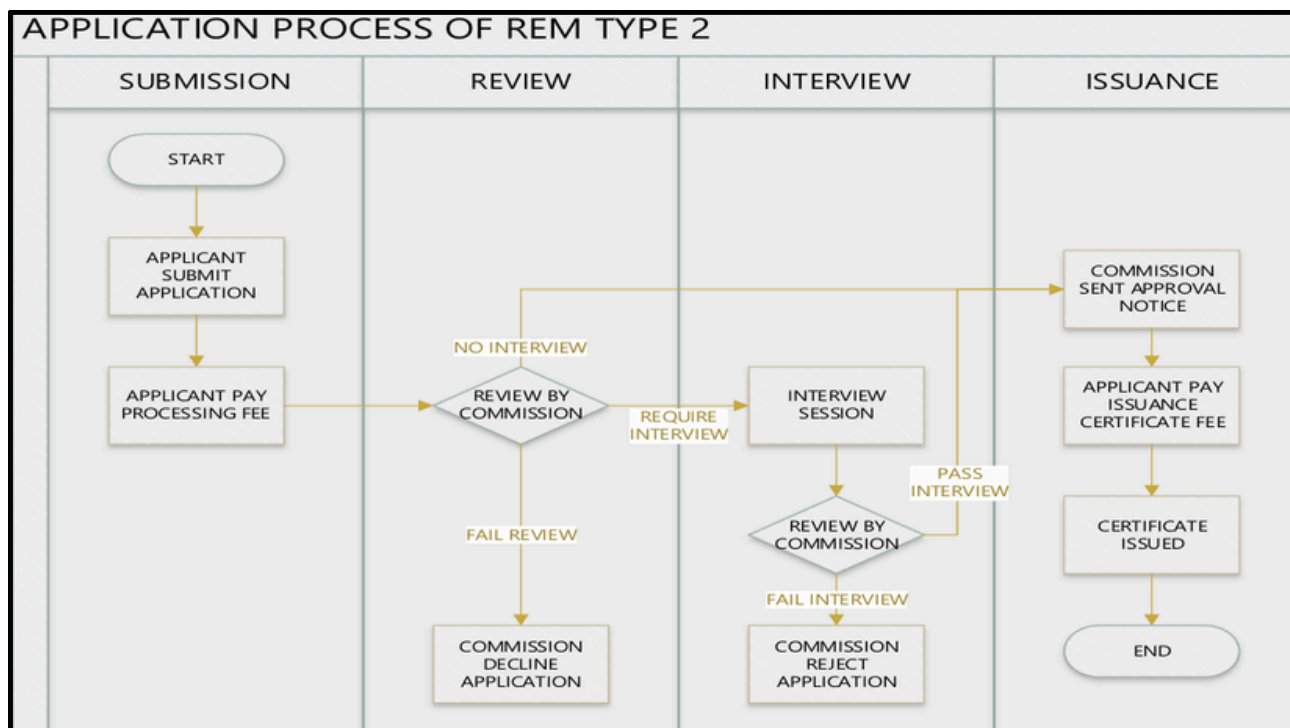 APPLICATION PROCESS OF REM TYPE 2
SUBMISSION
REVIEW
INTERVIEW
ISSUANCE
START
APPLICANT
SUBMIT
APPLICATION
APPLICANT PAY
PROCESSING FEE
NO INTERVIEW
REVIEW BY
COMMISSION
REQUIRE
INTERVIEW
FAIL REVIEW
COMMISSION
DECLINE
APPLICATION
INTERVIEW
SESSION
PASS
INTERVIEW
REVIEW BY
COMMISSION
FAIL INTERVIEW
COMMISSION
REJECT
APPLICATION
COMMISSION
SENT APPROVAL
NOTICE
APPLICANT PAY
ISSUANCE
CERTIFICATE FEE
CERTIFICATE
ISSUED
END